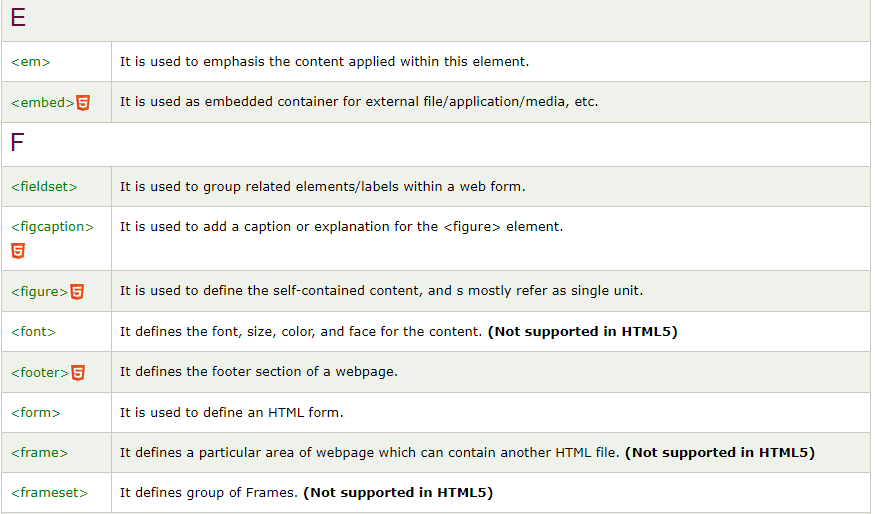 E
<em> It is used to emphasis the content applied within this element.
<embed>5 It is used as embedded container for external file/application/media, etc.
F
<fieldset> It is used to group related elements/labels within a web form.
<figcaption> It is used to add a caption or explanation for the <figure> element.
5
<figure>5 It is used to define the self-contained content, and s mostly refer as single unit.
<font> It defines the font, size, color, and face for the content. (Not supported in HTML5)
<footer>5 It defines the footer section of a webpage.
<form> It is used to define an HTML form.
<frame> It defines a particular area of webpage which can contain another HTML file. (Not supported in HTML5)
<frameset> It defines group of Frames. (Not supported in HTML5)